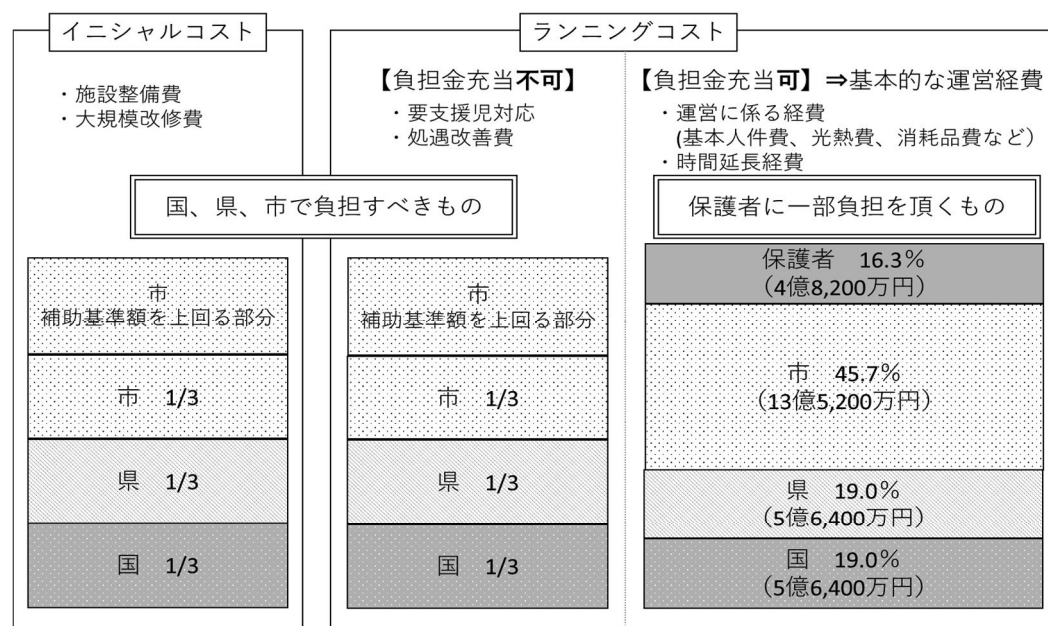 イニシャルコスト
・施設整備費
・大規模改修費
ランニングコスト
【負担金充当不可】
・要支援児対応
・処遇改善費
【負担金充当可】⇒基本的な運営経費
・運営に係る経費
(基本人件費、光熱費、消耗品費など)
・時間延長経費
国、県、市で負担すべきもの
保護者に一部負担を頂くもの
市
補助基準額を上回る部分
市 1/3
県 1/3
国 1/3
市
補助基準額を上回る部分
市 1/3
県 1/3
国 1/3
保護者 16.3%
(4億8,200万円)
市 45.7%
(13億5,200万円)
県 19.0%
(5億6,400万円)
国 19.0%
(5億6,400万円)